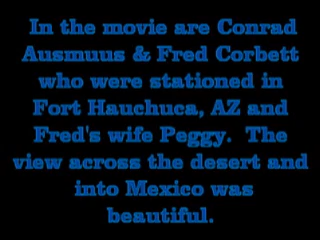 In the movie are Conrad
Ausmuus & Fred Corbett
who were stationed in
Fort Hauchuca, AZ and
Fred's wife Peggy.  The
view across the desert and
into Mexico was
beautiful.